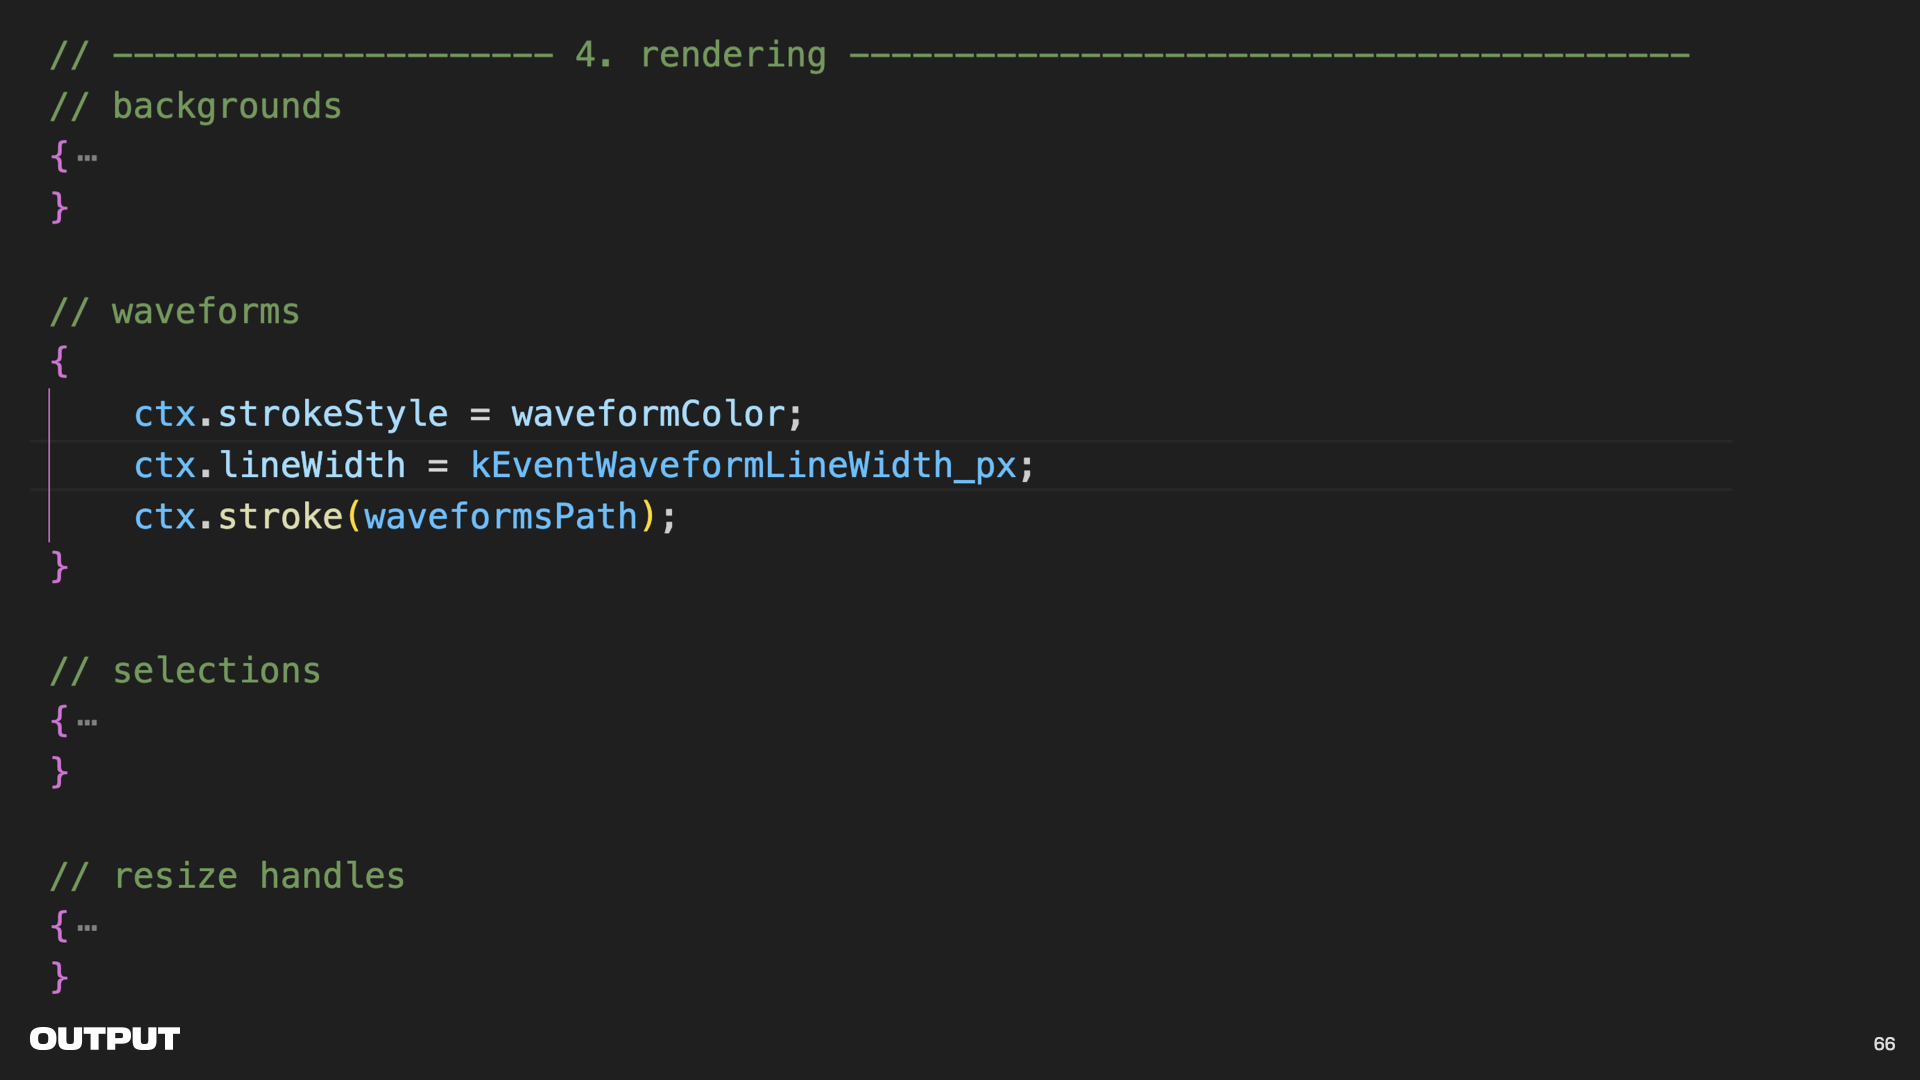 // --------------------- 4. rendering ----------------------------------------
// backgrounds
{…
}
// waveforms
{
ctx.strokeStyle = waveformColor;
ctx.lineWidth = kEventWaveformLineWidth_px;
ctx.stroke(waveformsPath);
}
// selections
{…
}
// resize handles
{…
}
OUTPUT
66